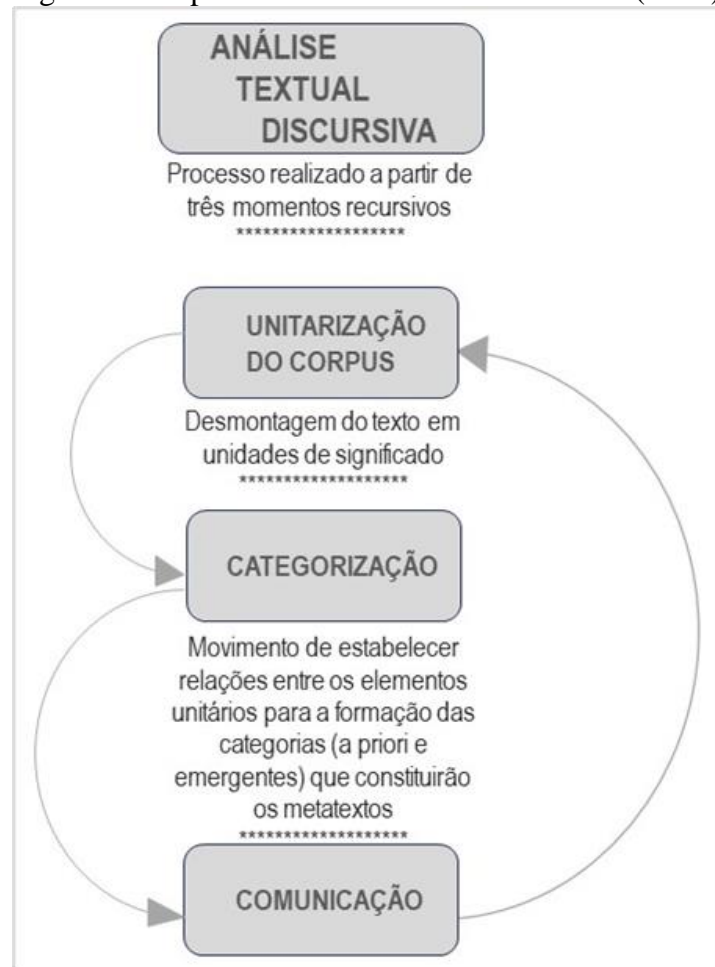 ANÁLISE
TEXTUAL
DISCURSIVA
Processo realizado a partir de
três momentos recursivos
*******************
UNITARIZAÇÃO
DO CORPUS
Desmontagem do texto em
unidades de significado
*******************
CATEGORIZAÇÃO
Movimento de estabelecer
relações entre os elementos
unitários para a formação das
categorias (a priori e
emergentes) que constituirão
os metatextos
*******************
COMUNICAÇÃO